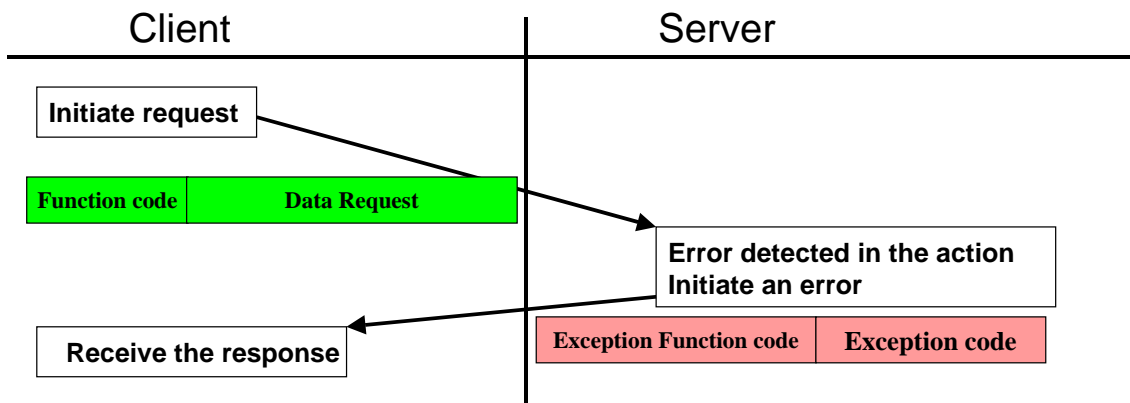 Client
Server
Initiate request
Function code
Data Request
Error detected in the action
Initiate an error
Exception Function code
Exception code
Receive the response